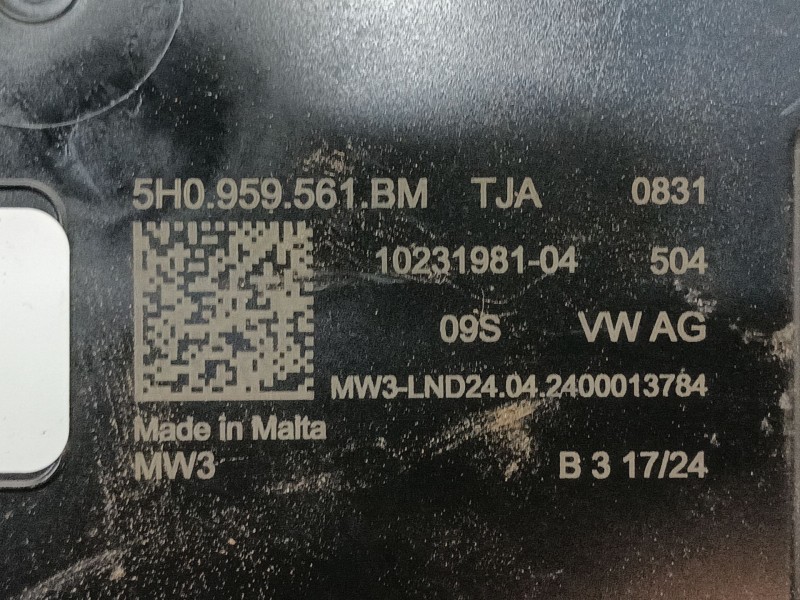 5H0.959.561.BM TJA 0831
10231981-04 504
09S VW AG
MW3-LND24.04.2400013784
Made in Malta
MW3 B 3 17/24